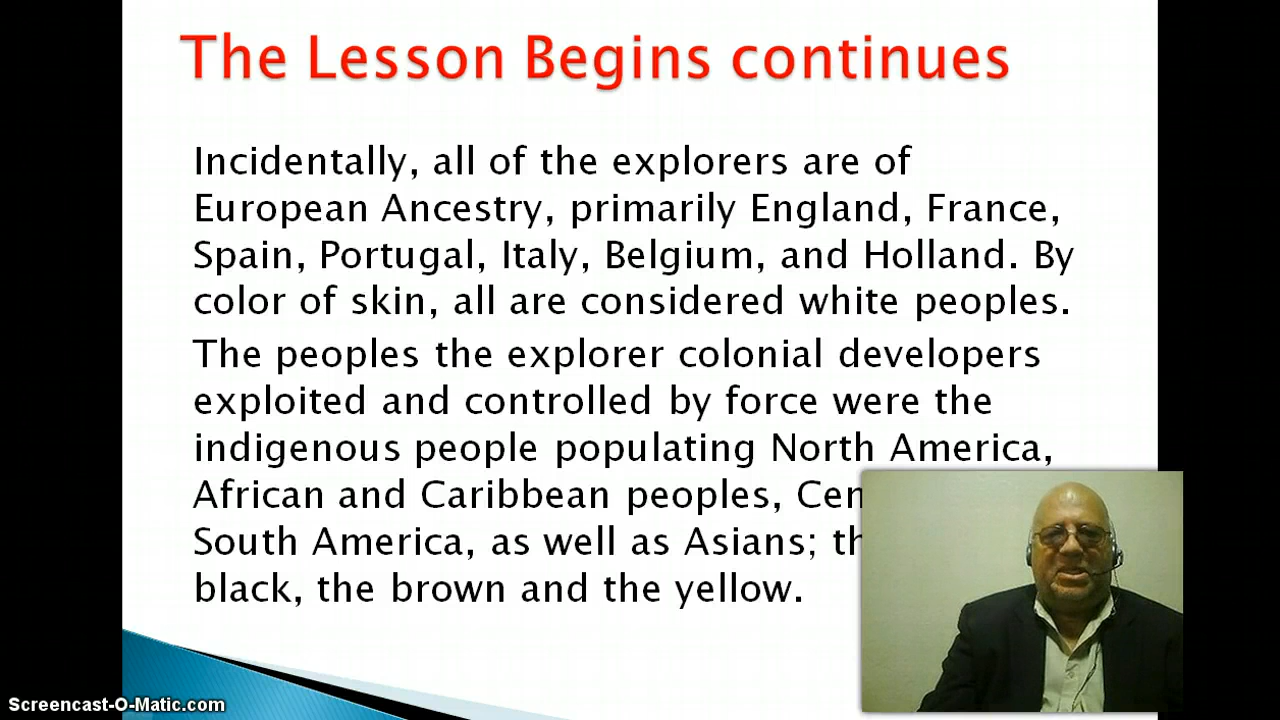 The Lesson Begins continues
Incidentally, all of the explorers are of
European Ancestry, primarily England, France,
Spain, Portugal, Italy, Belgium, and Holland. By
color of skin, all are considered white peoples.
The peoples the explorer colonial developers
exploited and controlled by force were the
indigenous people populating North America,
African and Caribbean peoples,
South America, as well as Asians;
black, the brown and the yellow.
Screencast-O-Matic.com